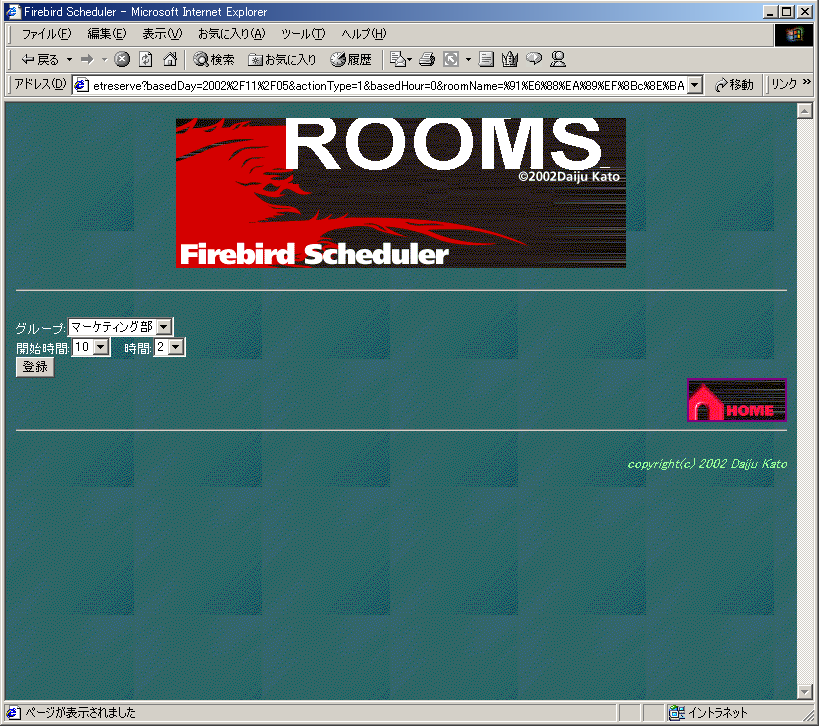 Firebird Scheduler - Microsoft Internet Explorer
ファイル(F) 編集(E) 表示(V) お気に入り(A) ツール(T) ヘルプ(H)
戻る 検索 お気に入り 履歴
アドレス(D) etreserve?basedDay=2002%2F11%2F05&actionType=1&basedHour=0&roomName=%91%E6%88%EA%89%EF%8Bc%8E%BA 移動 リンク »
ROOMS
©2002Daiju Kato
Firebird Scheduler
グループ: マーケティング部
開始時間: 10 時間: 2
登録
HOME
copyright(c) 2002 Daiju Kato
ページが表示されました イントラネット